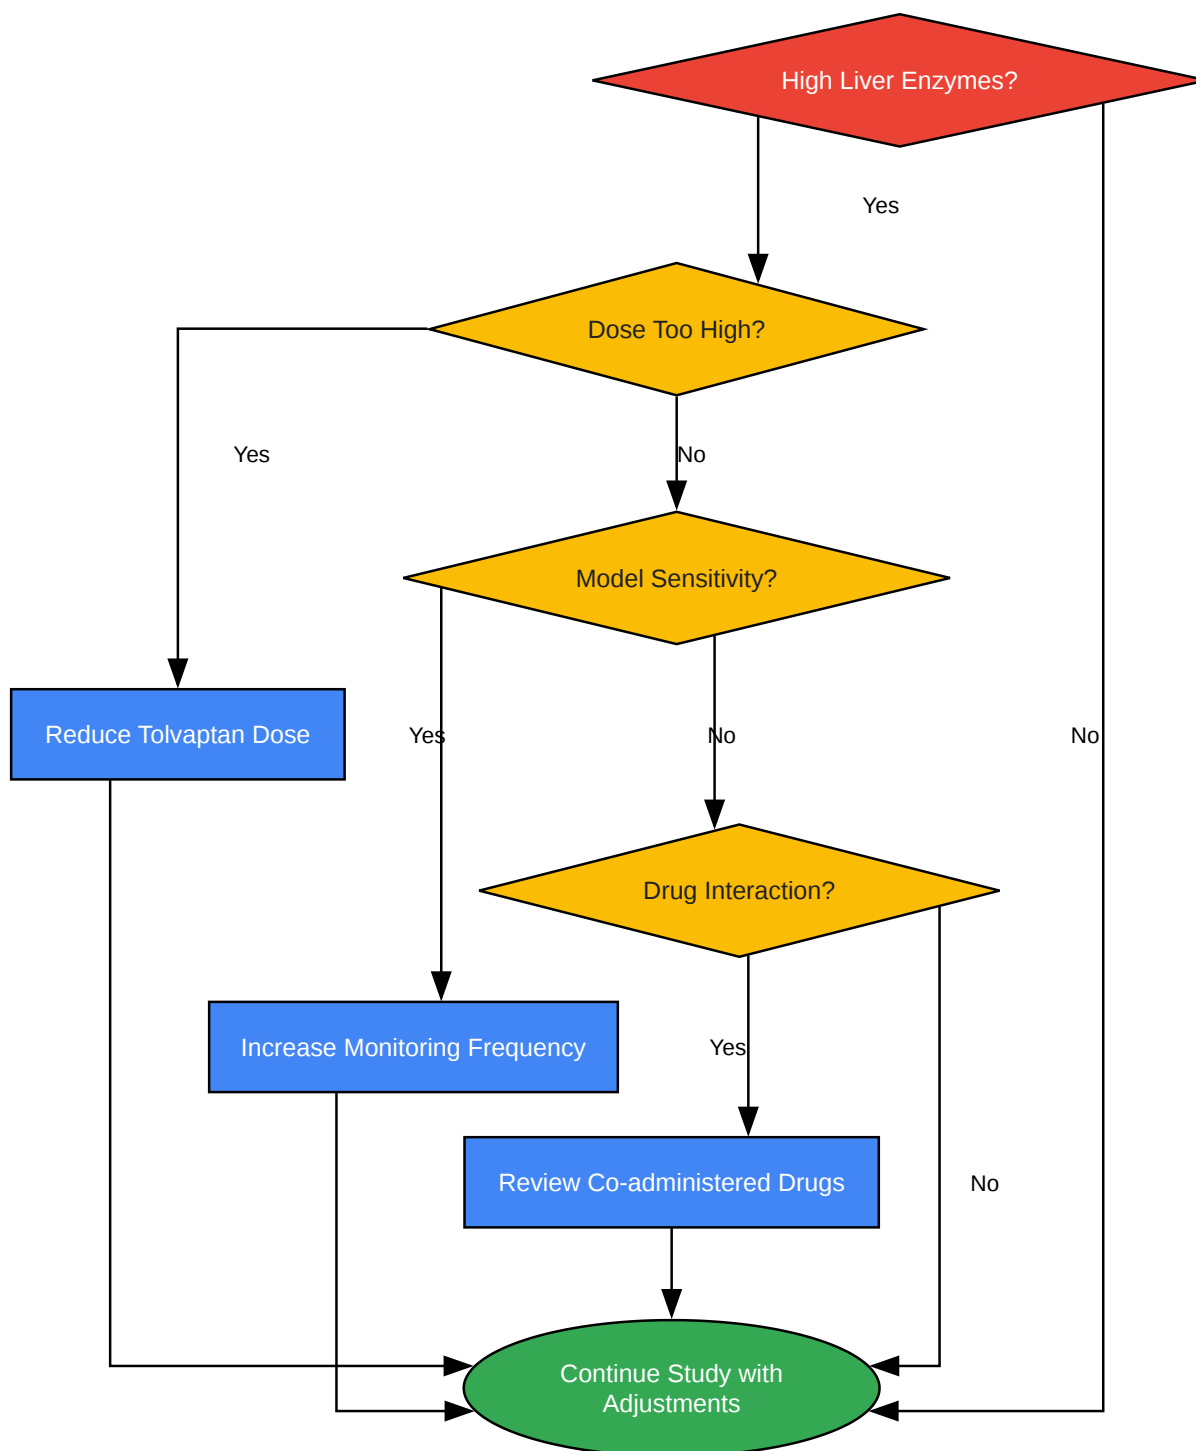 High Liver Enzymes?
Yes
Dose Too High?
Yes
No
Model Sensitivity?
Reduce Tolvaptan Dose
Yes
No
No
Drug Interaction?
Increase Monitoring Frequency
Yes
Review Co-administered Drugs
No
Continue Study with
Adjustments